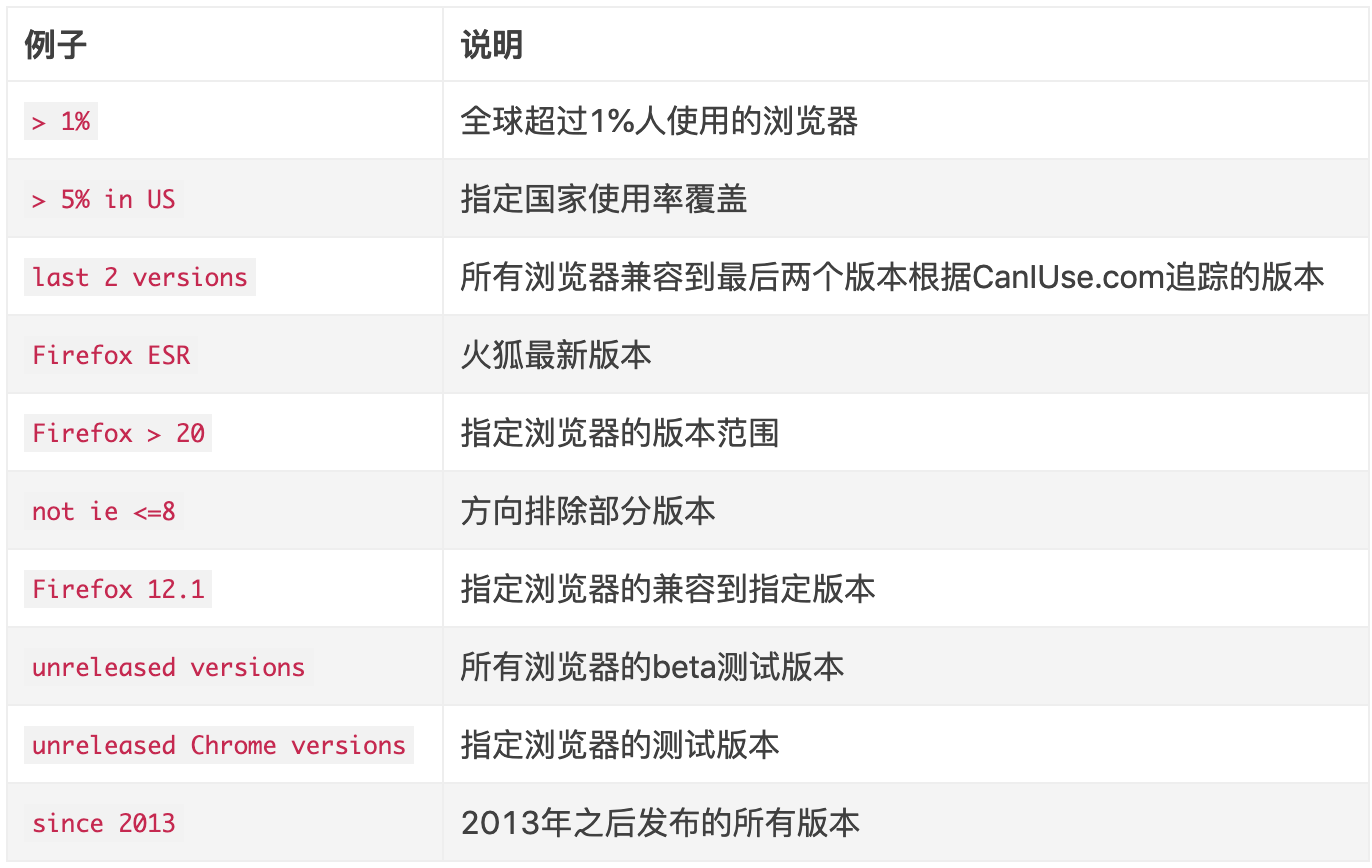 例子 说明
> 1% 全球超过1%人使用的浏览器
> 5% in US 指定国家使用率覆盖
last 2 versions 所有浏览器兼容到最后两个版本根据CanIUse.com追踪的版本
Firefox ESR 火狐最新版本
Firefox > 20 指定浏览器的版本范围
not ie <=8 方向排除部分版本
Firefox 12.1 指定浏览器的兼容到指定版本
unreleased versions 所有浏览器的beta测试版本
unreleased Chrome versions 指定浏览器的测试版本
since 2013 2013年之后发布的所有版本